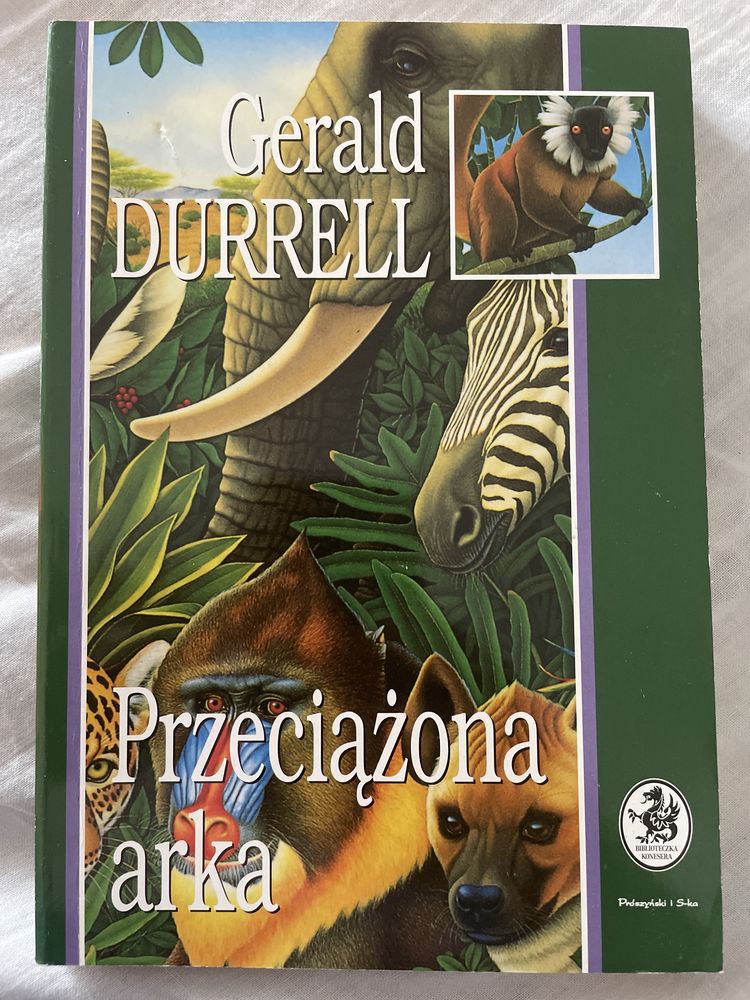 Gerald
DURRELL
Przeciążona
arka
BIBLIOTECZKA
KONESERA
Prószyński i S-ka